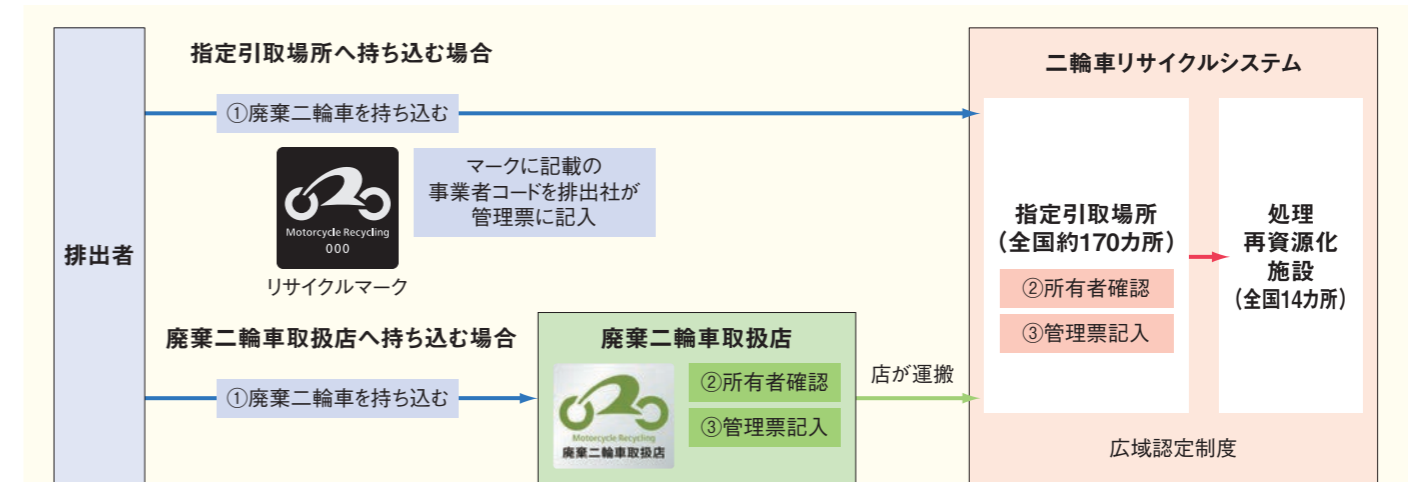 排出者
指定引取場所へ持ち込む場合
①廃棄二輪車を持ち込む
Motorcycle Recycling
000
リサイクルマーク
マークに記載の
事業者コードを排出社が
管理票に記入
廃棄二輪車取扱店へ持ち込む場合
①廃棄二輪車を持ち込む
廃棄二輪車取扱店
Motorcycle Recycling
廃棄二輪車取扱店
②所有者確認
③管理票記入
店が運搬
二輪車リサイクルシステム
指定引取場所
（全国約170カ所）
②所有者確認
③管理票記入
処理
再資源化
施設
（全国14カ所）
広域認定制度